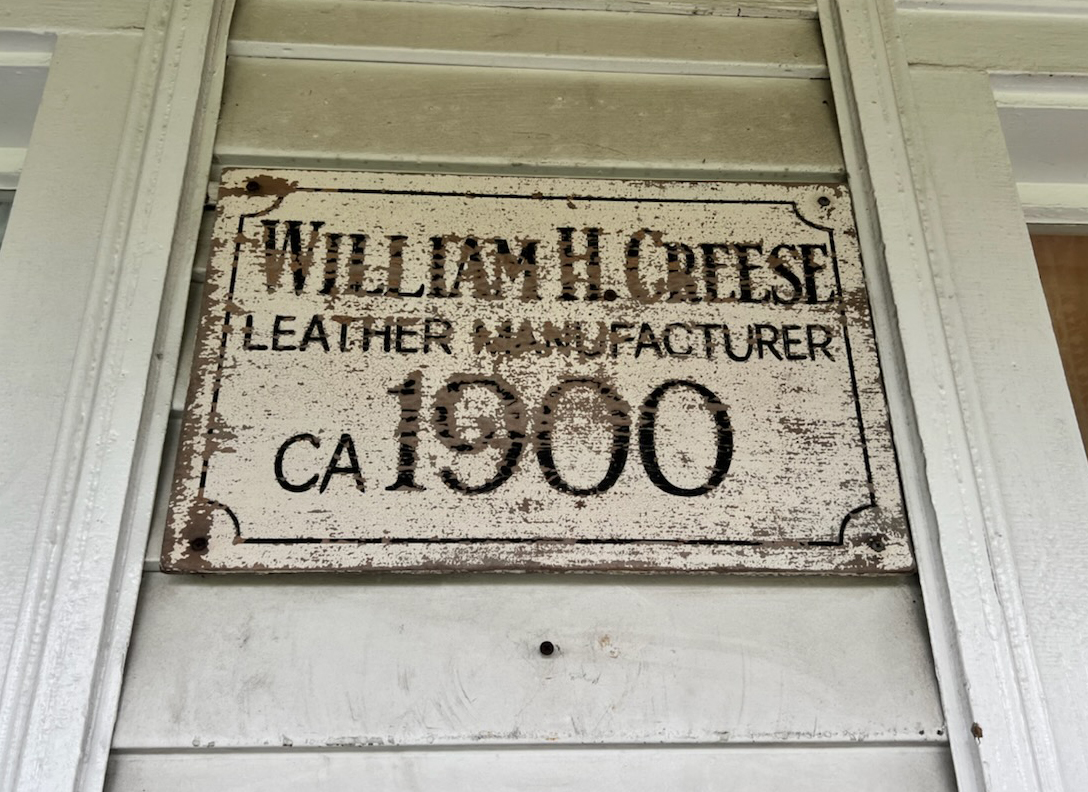 WILLIAM H. CREESE
LEATHER MANUFACTURER
CA 1900